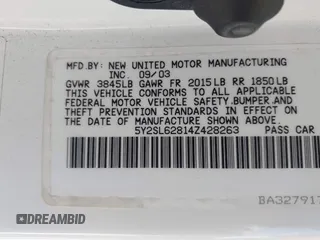 MFD.BY: NEW UNITED MOTOR MANUFACTURING
INC. 09/03
GVWR 3845LB GAWR FR 2015LB RR 1850LB
THIS VEHICLE CONFORMS TO ALL APPLICABLE
FEDERAL MOTOR VEHICLE SAFETY,BUMPER,AND
THEFT PREVENTION STANDARDS IN EFFECT ON
THE DATE OF MANUFACTURE SHOWN ABOVE.
5Y2SL62814Z428263 PASS CAR
BA327917
DREAMBID